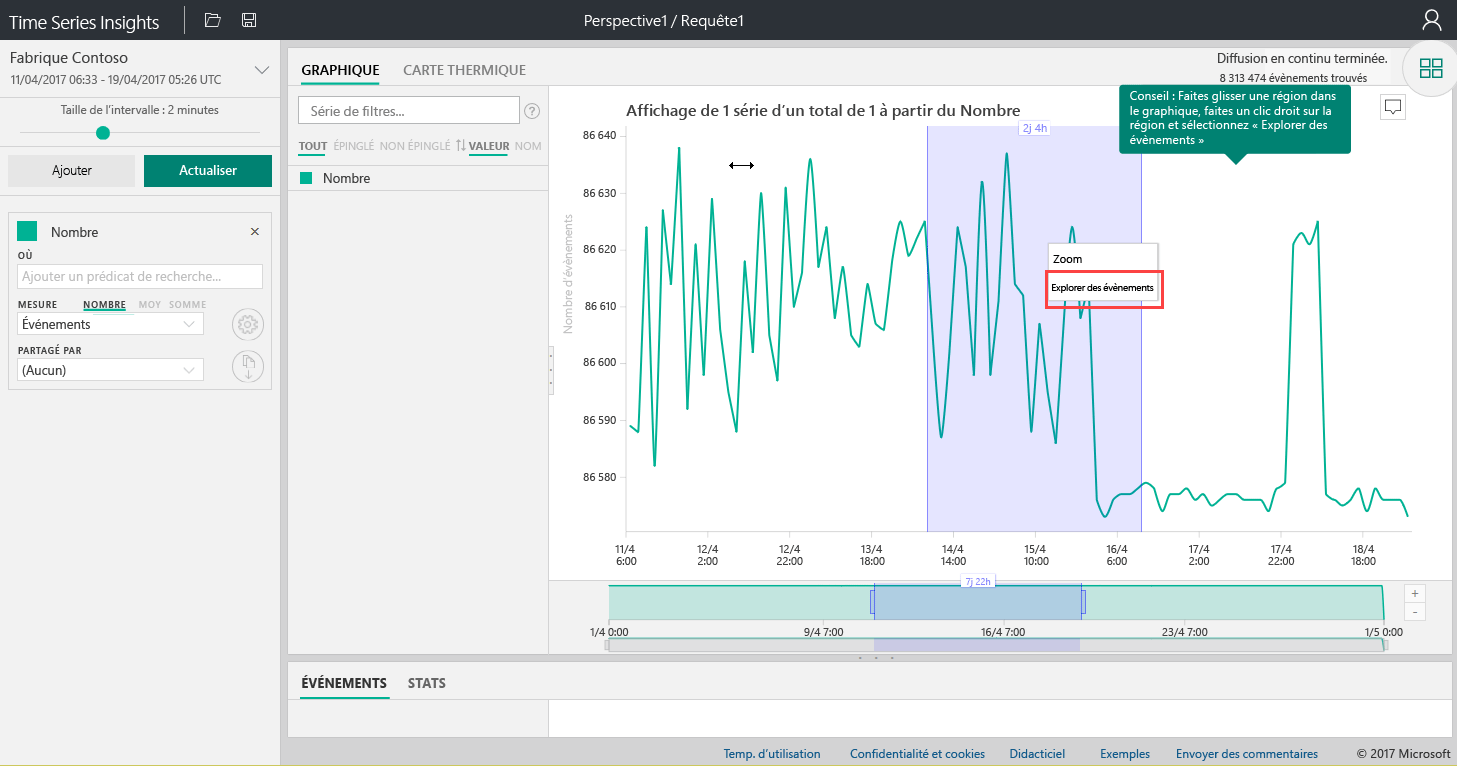 Time Series Insights
Perspective1 / Requête1
Fabrique Contoso
11/04/2017 06:33 - 19/04/2017 05:26 UTC
Taille de l'intervalle : 2 minutes
Ajouter
Actualiser
Nombre
OÙ
Ajouter un prédicat de recherche...
MESURE NOMBRE MOY SOMME
Événements
PARTAGÉ PAR
(Aucun)
GRAPHIQUE
CARTE THERMIQUE
Diffusion en continu terminée.
8 313 474 évènements trouvés
Série de filtres...
?
TOUT ÉPINGLÉ NON ÉPINGLÉ VALEUR NOM
Nombre
Affichage de 1 série d'un total de 1 à partir du Nombre
Conseil : Faites glisser une région dans
le graphique, faites un clic droit sur la
région et sélectionnez « Explorer des
évènements »
2j 4h
Zoom
Explorer des évènements
Nombre d'évènements
86 640
86 630
86 620
86 610
86 600
86 590
86 580
11/4 12/4 12/4 13/4 14/4 15/4 16/4 17/4 17/4 18/4
6:00 2:00 22:00 18:00 14:00 10:00 6:00 2:00 22:00 18:00
7j 22h
+
-
1/4 0:00 9/4 7:00 16/4 7:00 23/4 7:00 1/5 0:00
ÉVÉNEMENTS
STATS
Temp. d'utilisation Confidentialité et cookies Didacticiel Exemples Envoyer des commentaires © 2017 Microsoft